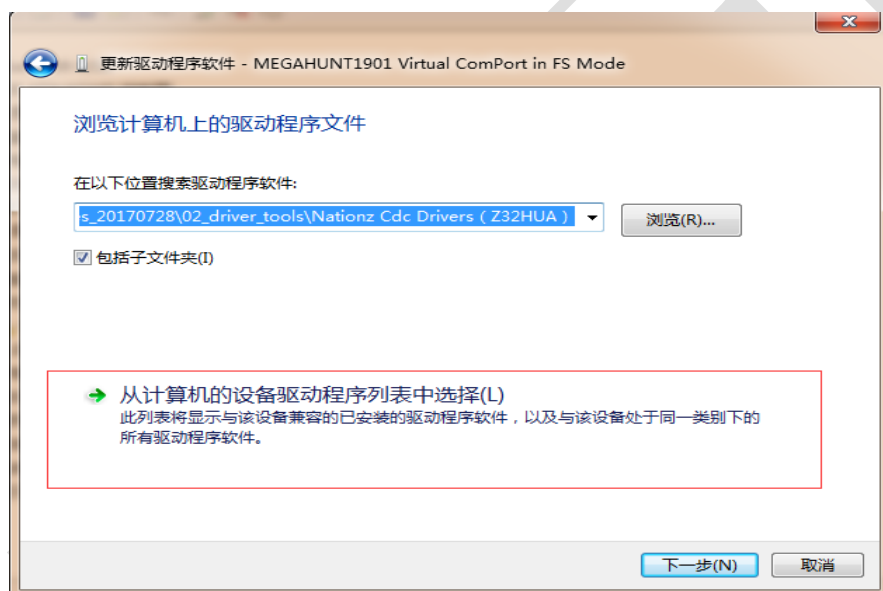 更新驱动程序软件 - MEGAHUNT1901 Virtual ComPort in FS Mode
浏览计算机上的驱动程序文件
在以下位置搜索驱动程序软件:
s_20170728\02_driver_tools\Nationz Cdc Drivers（Z32HUA）
浏览(R)...
包括子文件夹(I)
从计算机的设备驱动程序列表中选择(L)
此列表将显示与该设备兼容的已安装的驱动程序软件，以及与该设备处于同一类别下的
所有驱动程序软件。
下一步(N)
取消